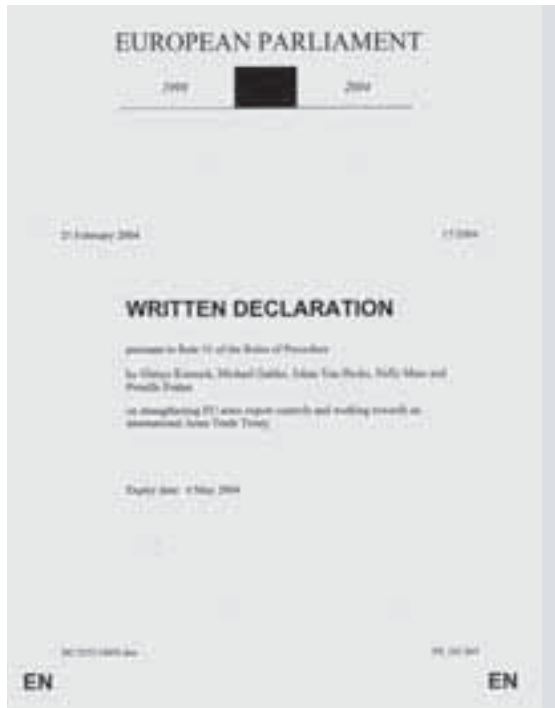 EUROPEAN PARLIAMENT
1999 2004
February 2004 17/2004
WRITTEN DECLARATION
pursuant to Rule 51 of the Rules of Procedure
by Glenys Kinnock, Michael Gahler, Johan Van Hecke, Nelly Maes and
Pernille Frahm
on strengthening EU arms export controls and working towards an
international Arms Trade Treaty
Expiry date: 4 May 2004
EN EN